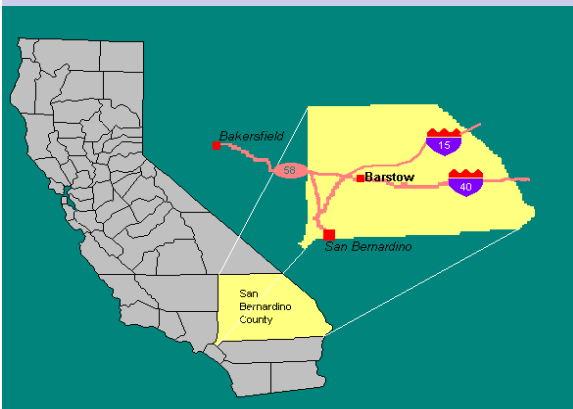 Bakersfield
58
15
Barstow
40
San Bernardino
San
Bernardino
County